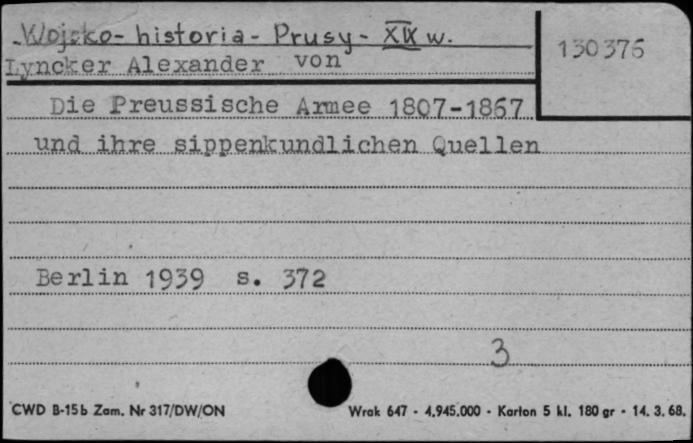 Wojsko - historia - Prusy - XIX w.
130376
Lyncker Alexander von
Die Preussische Armee 1807-1867
und ihre sippenkundlichen Quellen
Berlin 1939 s. 372
3
CWD B-15b Zam. Nr 317/DW/ON
Wrak 647 - 4.945.000 - Karton 5 kl. 180 gr - 14. 3. 68.